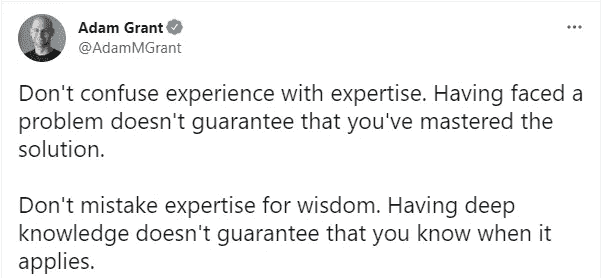 Adam Grant
@AdamMGrant
Don't confuse experience with expertise. Having faced a
problem doesn't guarantee that you've mastered the
solution.
Don't mistake expertise for wisdom. Having deep
knowledge doesn't guarantee that you know when it
applies.